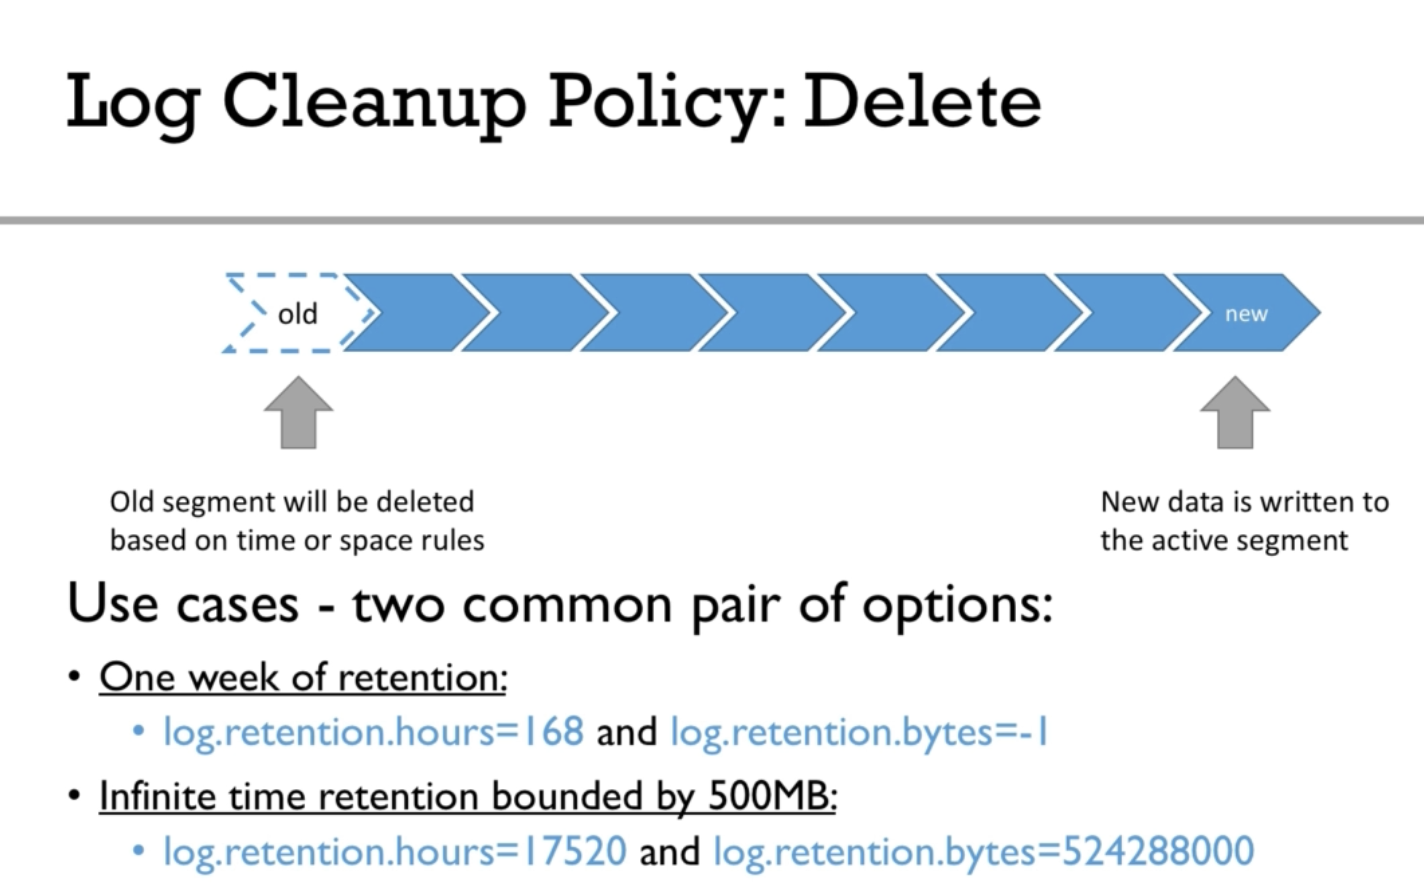 Log Cleanup Policy: Delete
old
new
Old segment will be deleted
based on time or space rules
New data is written to
the active segment
Use cases - two common pair of options:
• One week of retention:
• log.retention.hours=168 and log.retention.bytes=-1
• Infinite time retention bounded by 500MB:
• log.retention.hours=17520 and log.retention.bytes=524288000